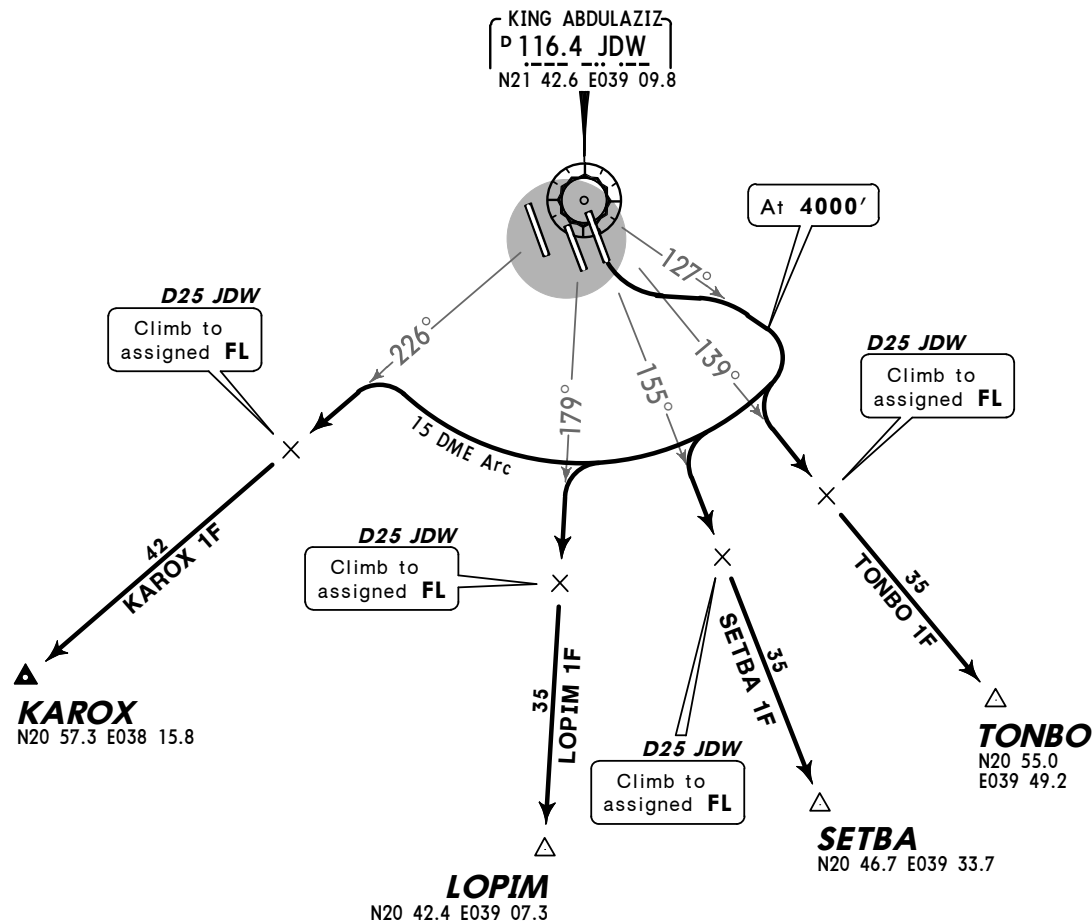 KING ABDULAZIZ
D 116.4 JDW
N21 42.6 E039 09.8
At 4000'
127°
D25 JDW
Climb to
assigned FL
226°
139°
D25 JDW
Climb to
assigned FL
155°
179°
15 DME Arc
D25 JDW
Climb to
assigned FL
42
KAROX 1F
35
TONBO 1F
35
SETBA 1F
35
LOPIM 1F
KAROX
N20 57.3 E038 15.8
TONBO
N20 55.0
E039 49.2
D25 JDW
Climb to
assigned FL
SETBA
N20 46.7 E039 33.7
LOPIM
N20 42.4 E039 07.3